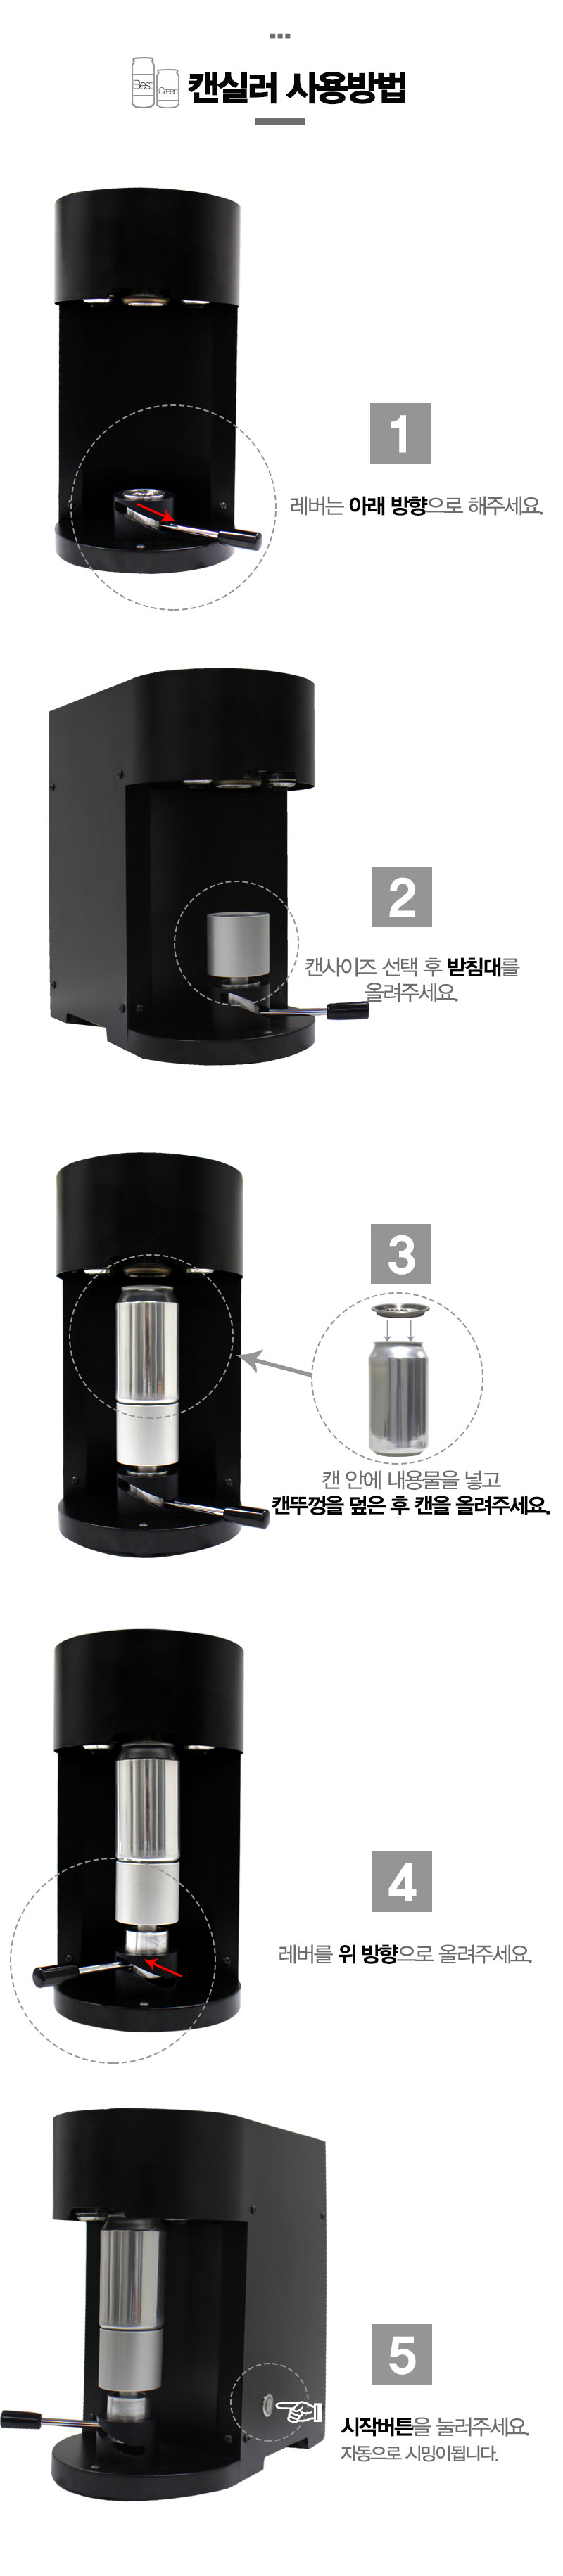 Best
Green
캔실러 사용방법
1
레버는 아래 방향으로 해주세요.
2
캔사이즈 선택 후 받침대를
올려주세요.
3
캔 안에 내용물을 넣고
캔뚜껑을 덮은 후 캔을 올려주세요.
4
레버를 위 방향으로 올려주세요.
5
시작버튼을 눌러주세요.
자동으로 시밍이됩니다.